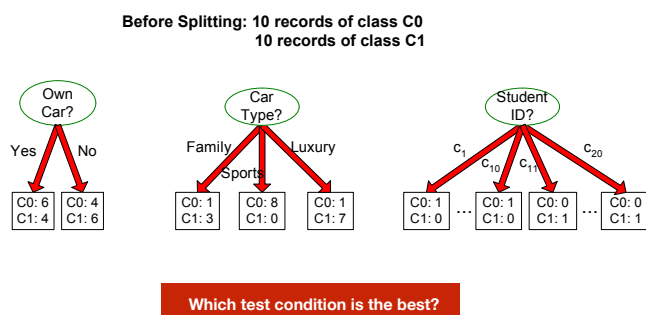 Before Splitting: 10 records of class C0
10 records of class C1
Own
Car?
Yes
No
C0: 6
C1: 4
C0: 4
C1: 6
Car
Type?
Family
Sports
Luxury
C0: 1
C1: 3
C0: 8
C1: 0
C0: 1
C1: 7
Student
ID?
c1
c10
c11
c20
C0: 1
C1: 0
...
C0: 1
C1: 0
C0: 0
C1: 1
...
C0: 0
C1: 1
Which test condition is the best?